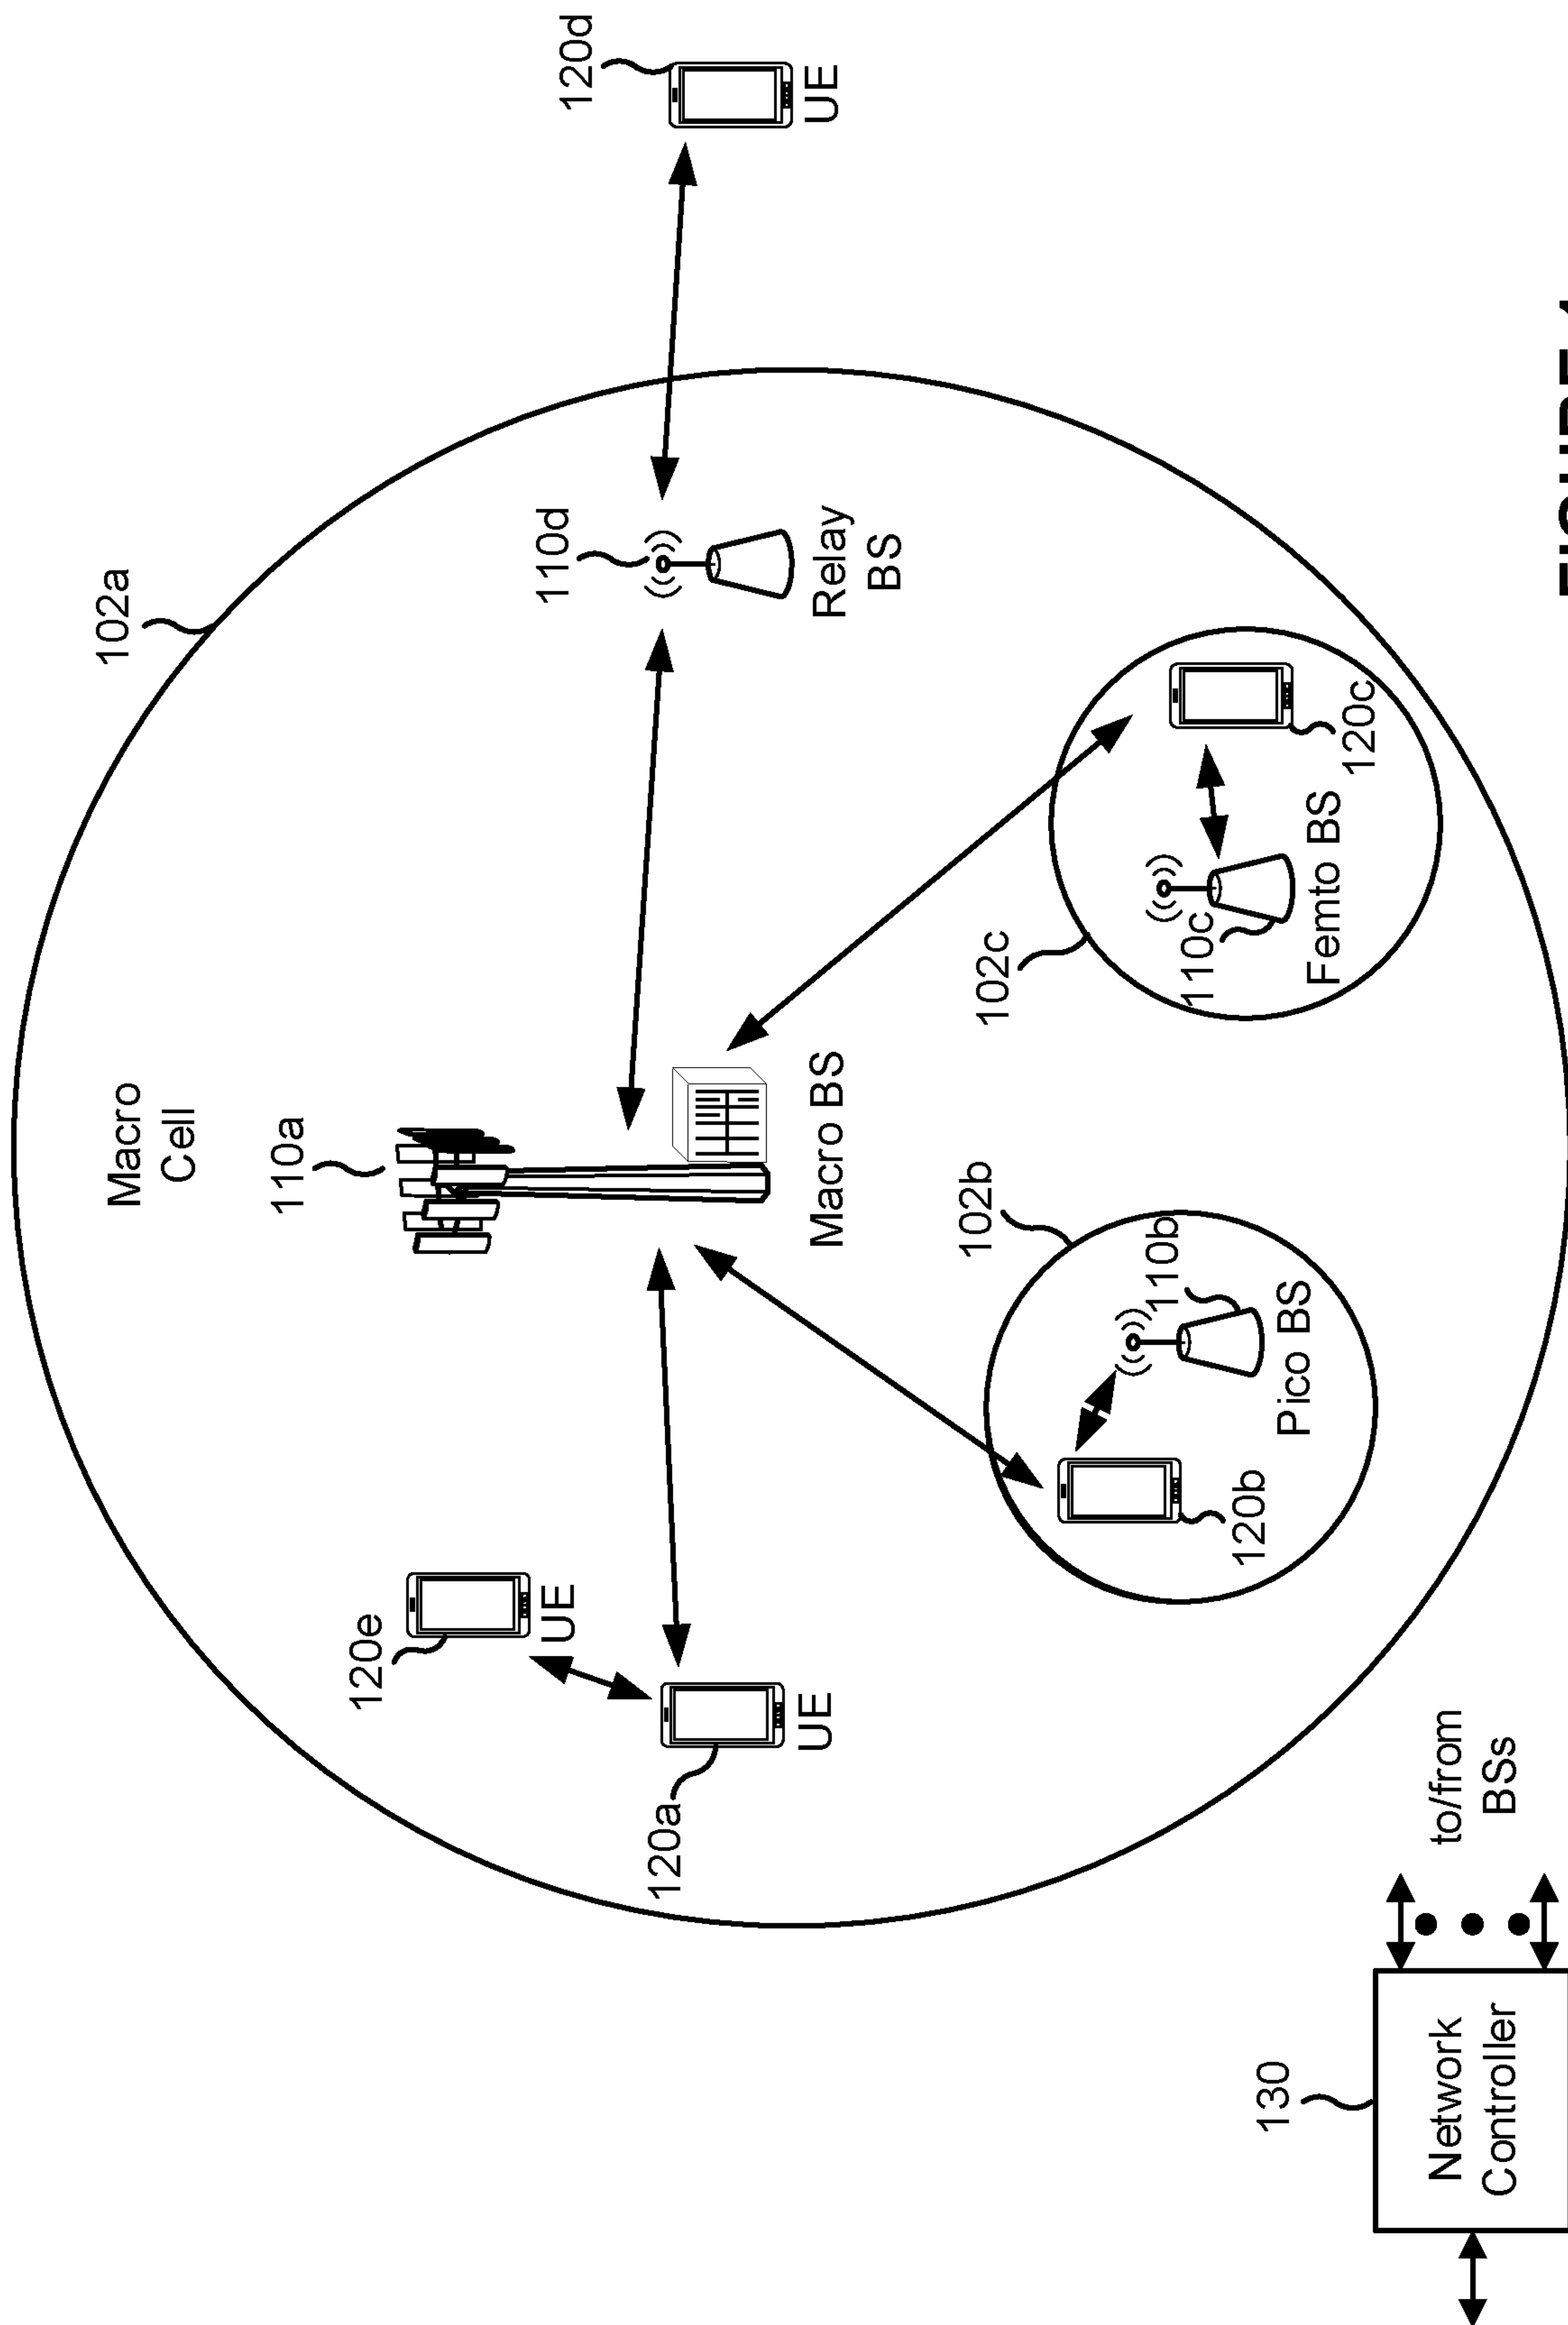 Macro
Cell
102a
110a
120d
UE
110d
Relay
BS
120e
UE
120a
UE
Macro BS
102b
102c
110b
Pico BS
120b
110c
Femto BS
120c
130
Network
Controller
to/from
BSs